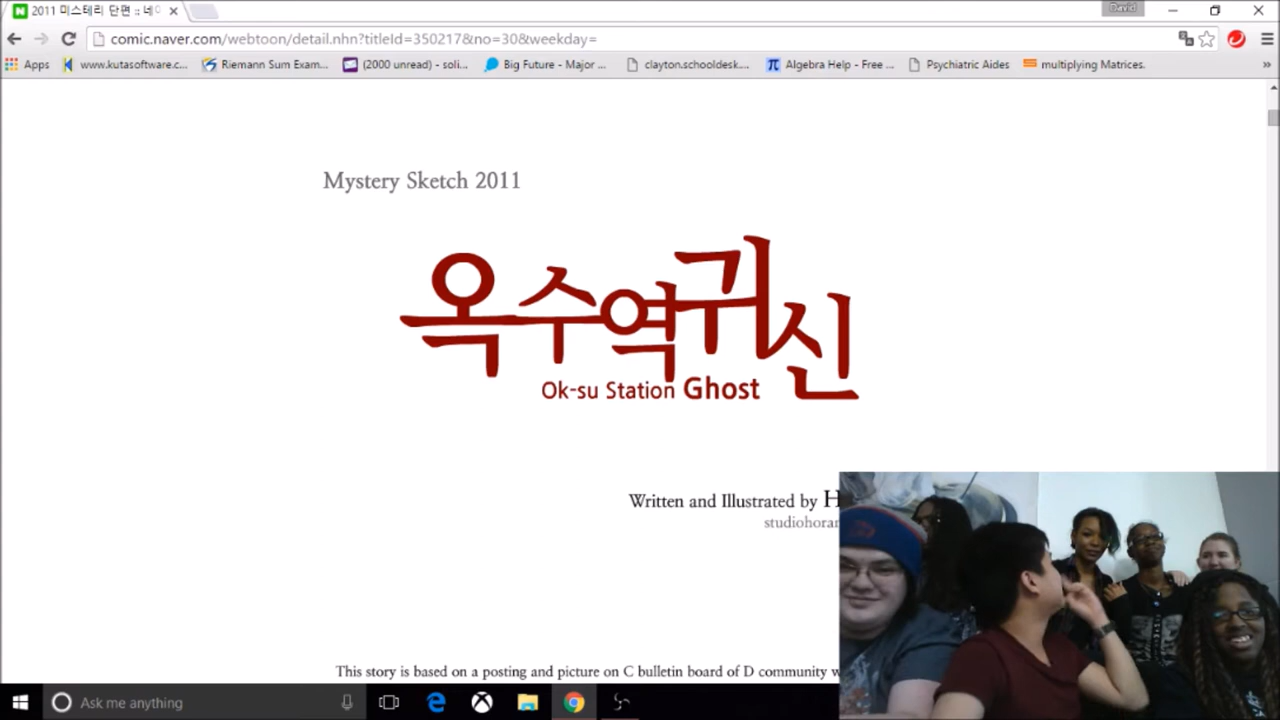 2011 미스테리 단편 :: 네이
David
comic.naver.com/webtoon/detail.nhn?titleId=350217&no=30&weekday=
Apps www.kutasoftware.c... Riemann Sum Exam... (2000 unread) - soli... Big Future - Major ... clayton.schooldesk.... Algebra Help - Free ... Psychiatric Aides multiplying Matrices. »
Mystery Sketch 2011
옥수역귀신
Ok-su Station Ghost
Written and Illustrated by H
studiohoran
This story is based on a posting and picture on C bulletin board of D community w
Ask me anything